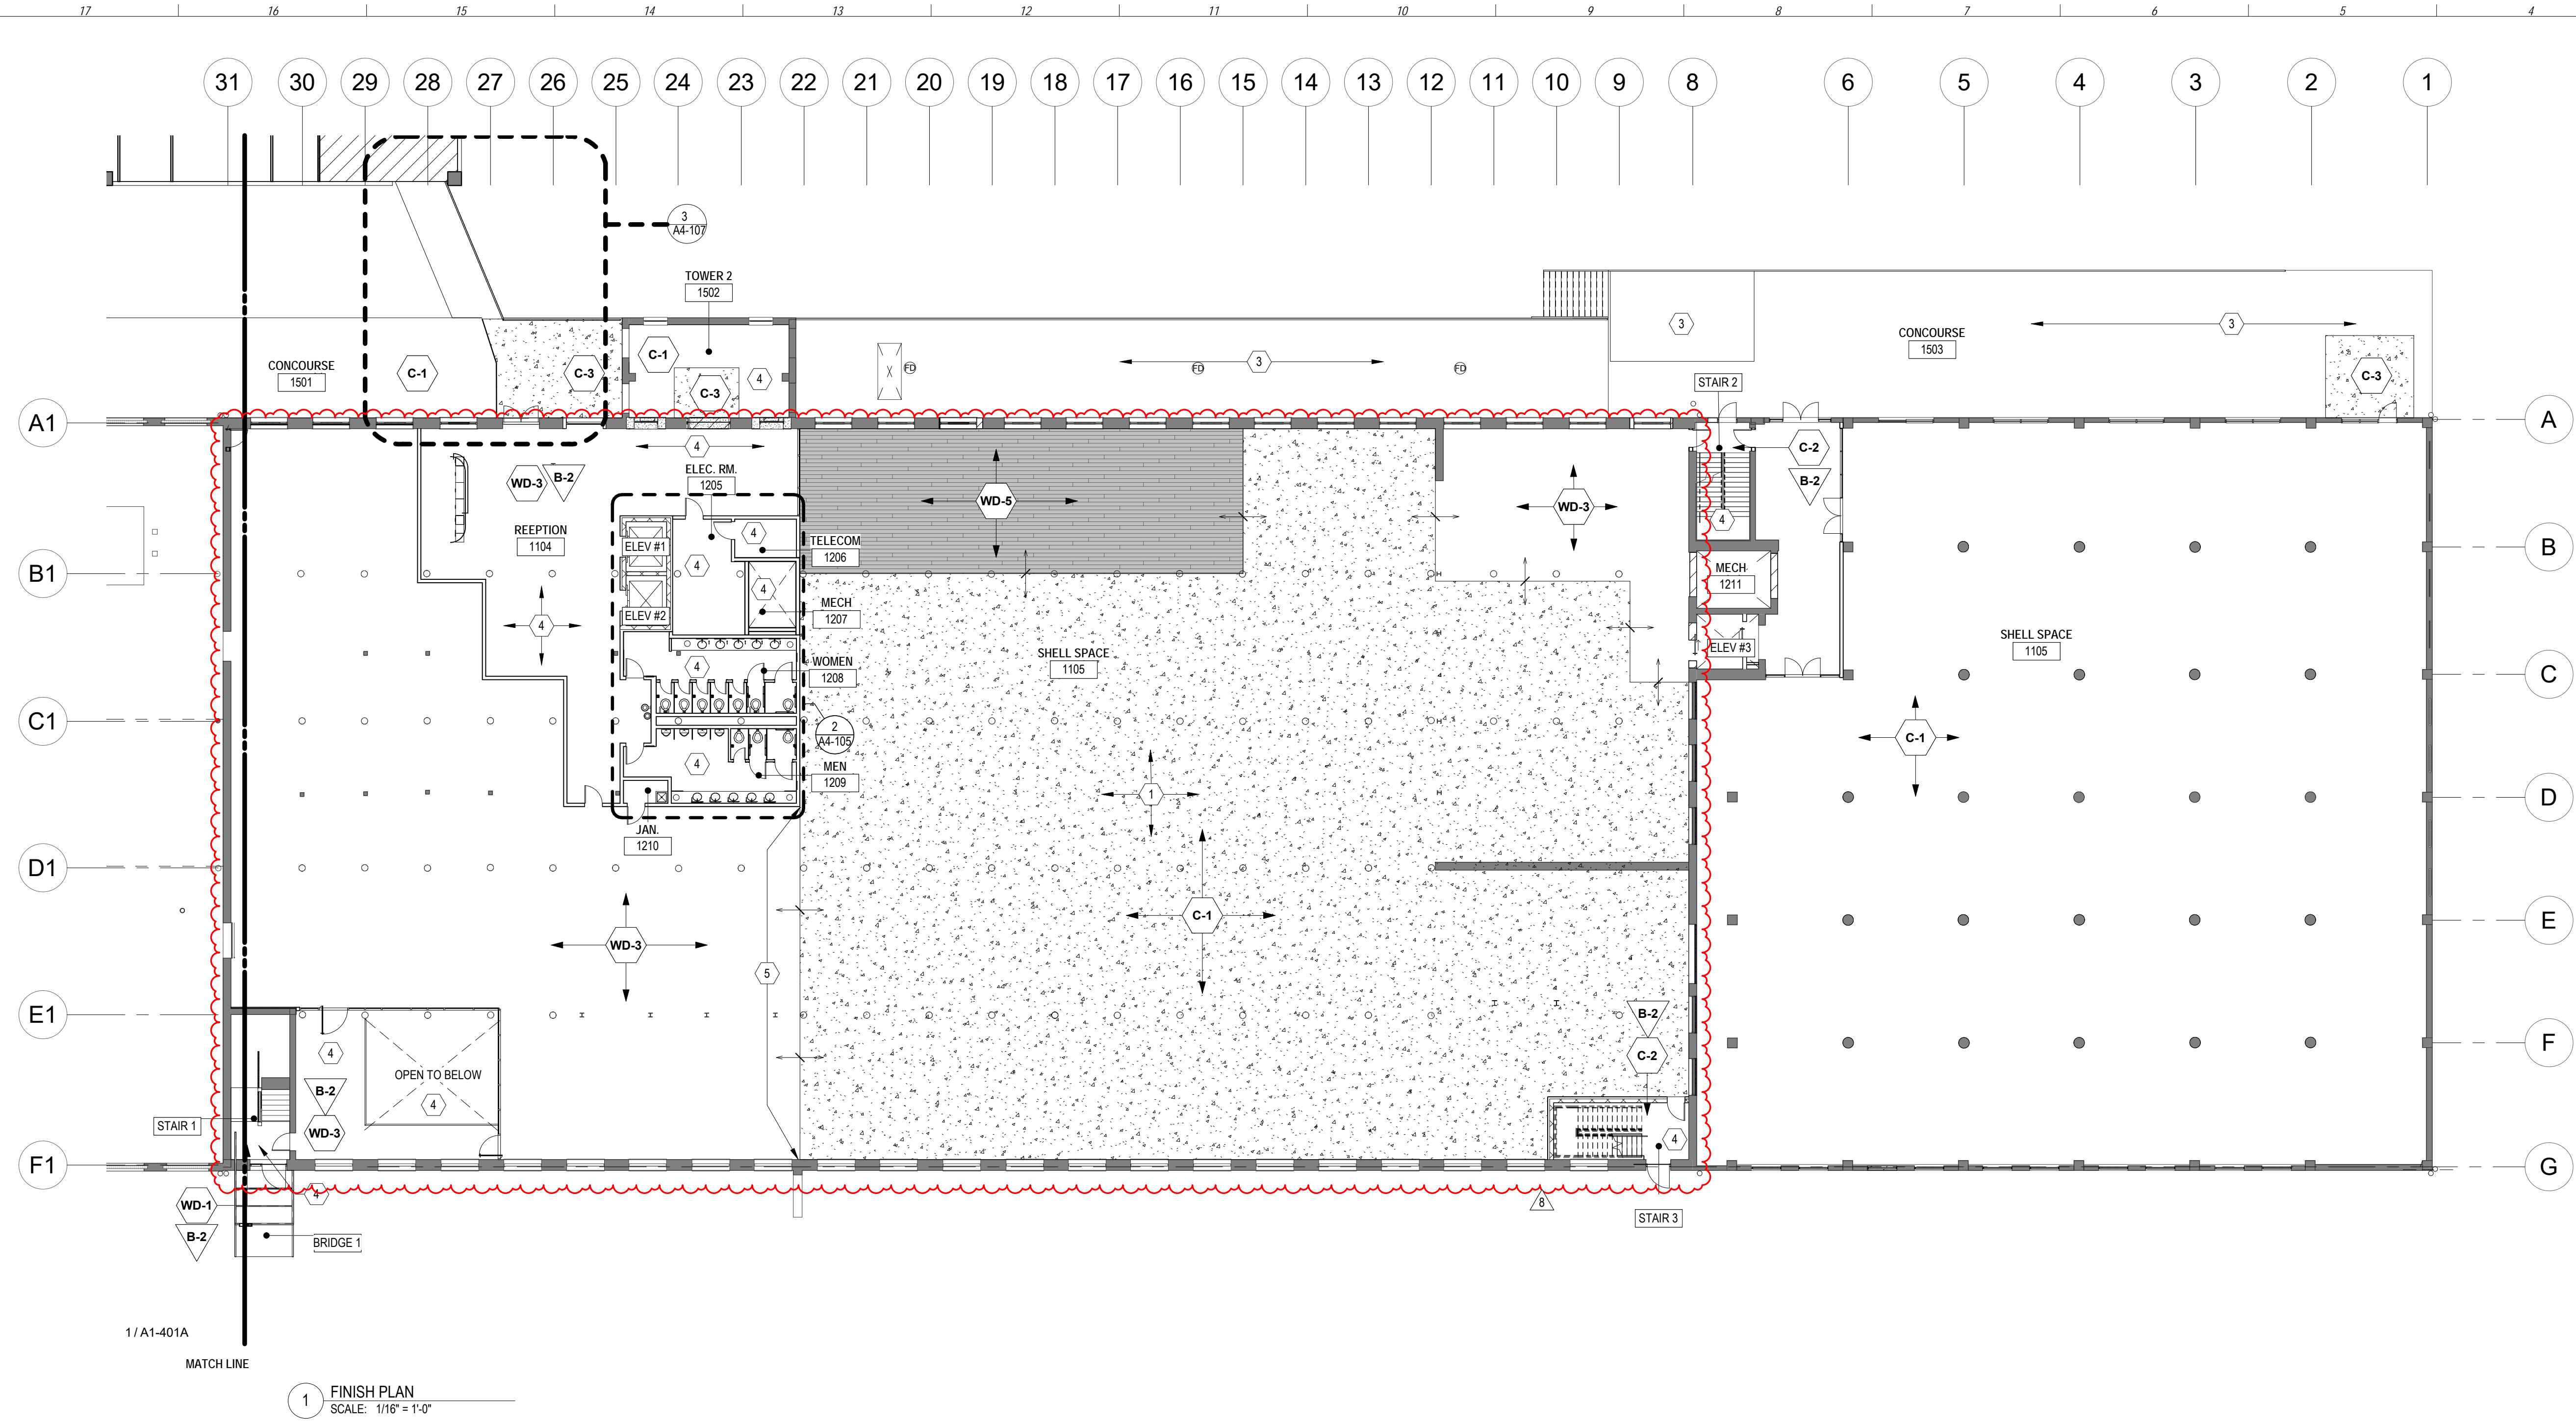 17 16 15 14 13 12 11 10 9 8 7 6 5 4
31 30 29 28 27 26 25 24 23 22 21 20 19 18 17 16 15 14 13 12 11 10 9 8 6 5 4 3 2 1
3
A4-107
TOWER 2
1502
3
3
CONCOURSE
1503
C-1
CONCOURSE
1501
C-1
C-3
C-3
4
FD
3
FD
FD
STAIR 2
C-3
A1
A
4
C-2
B-2
ELEC. RM.
1205
WD-3
B-2
WD-5
WD-3
4
REEPTION
1104
ELEV #1
4
TELECOM
1206
B1
B
4
MECH
1211
4
MECH
1207
ELEV #2
4
SHELL SPACE
1105
ELEV #3
SHELL SPACE
1105
4
WOMEN
1208
C
C1
2
A4-105
C-1
4
MEN
1209
1
D
JAN.
1210
D1
C-1
E
WD-3
5
E1
B-2
F
4
C-2
OPEN TO BELOW
B-2
4
STAIR 1
WD-3
4
F1
G
4
WD-1
8
STAIR 3
B-2
BRIDGE 1
1 / A1-401A
MATCH LINE
1
FINISH PLAN
SCALE: 1/16" = 1'-0"